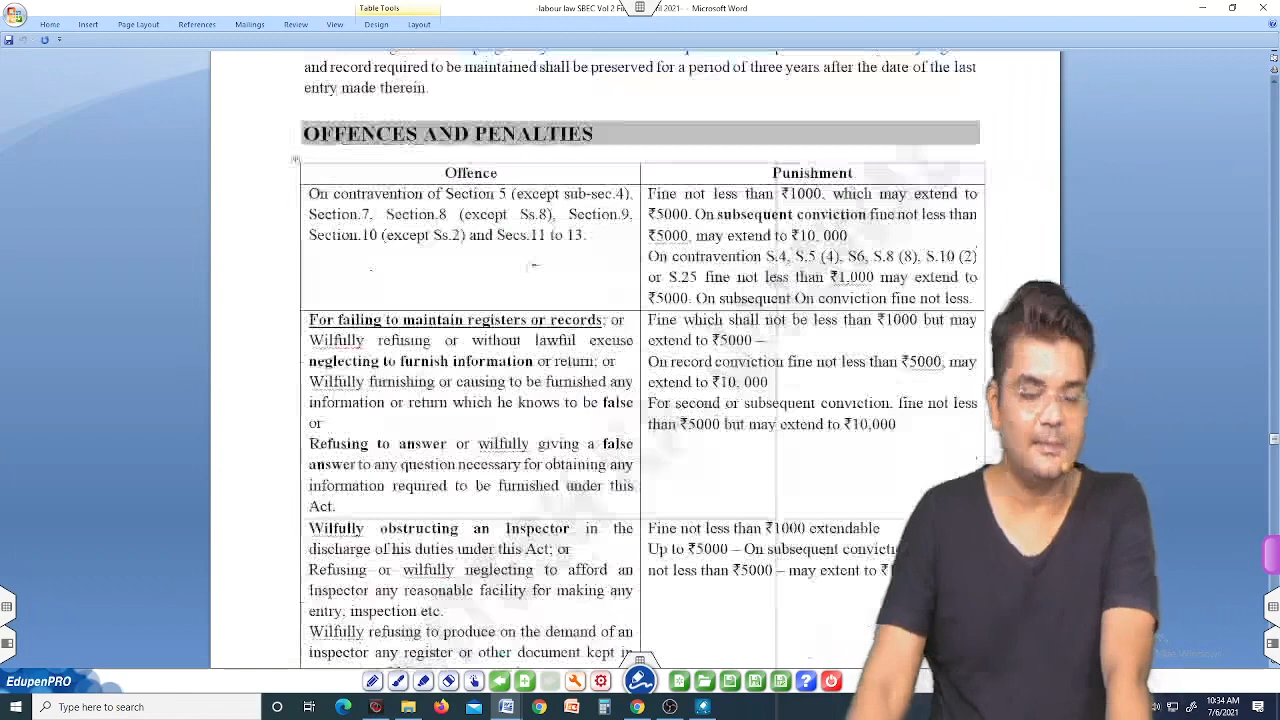 Table Tools
-labour law SBEC Vol 2 F 2021 - - Microsoft Word
Home Insert Page Layout References Mailings Review View Design Layout
and record required to be maintained shall be preserved for a period of three years after the date of the last
entry made therein.
OFFENCES AND PENALTIES
Offence
Punishment
On contravention of Section 5 (except sub-sec.4),
Section.7, Section.8 (except Ss.8), Section.9,
Section.10 (except Ss.2) and Secs.11 to 13.
Fine not less than ₹1000, which may extend to
₹5000. On subsequent conviction fine not less than
₹5000, may extend to ₹10, 000
On contravention S.4, S.5 (4), S6, S.8 (8), S.10 (2)
or S.25 fine not less than ₹1,000 may extend to
₹5000. On subsequent On conviction fine not less.
For failing to maintain registers or records; or
Wilfully refusing or without lawful excuse
neglecting to furnish information or return; or
Wilfully furnishing or causing to be furnished any
information or return which he knows to be false
or
Refusing to answer or wilfully giving a false
answer to any question necessary for obtaining any
information required to be furnished under this
Act.
Fine which shall not be less than ₹1000 but may
extend to ₹5000 –
On record conviction fine not less than ₹5000, may
extend to ₹10, 000
For second or subsequent conviction. fine not less
than ₹5000 but may extend to ₹10,000
Wilfully obstructing an Inspector in the
discharge of his duties under this Act; or
Refusing or wilfully neglecting to afford an
Inspector any reasonable facility for making any
entry, inspection etc.
Wilfully refusing to produce on the demand of an
inspector any register or other document kept in
Fine not less than ₹1000 extendable
Up to ₹5000 – On subsequent convictio
not less than ₹5000 – may extent to ₹1
EdupenPRO
Type here to search
10:34 AM
7/6/2021